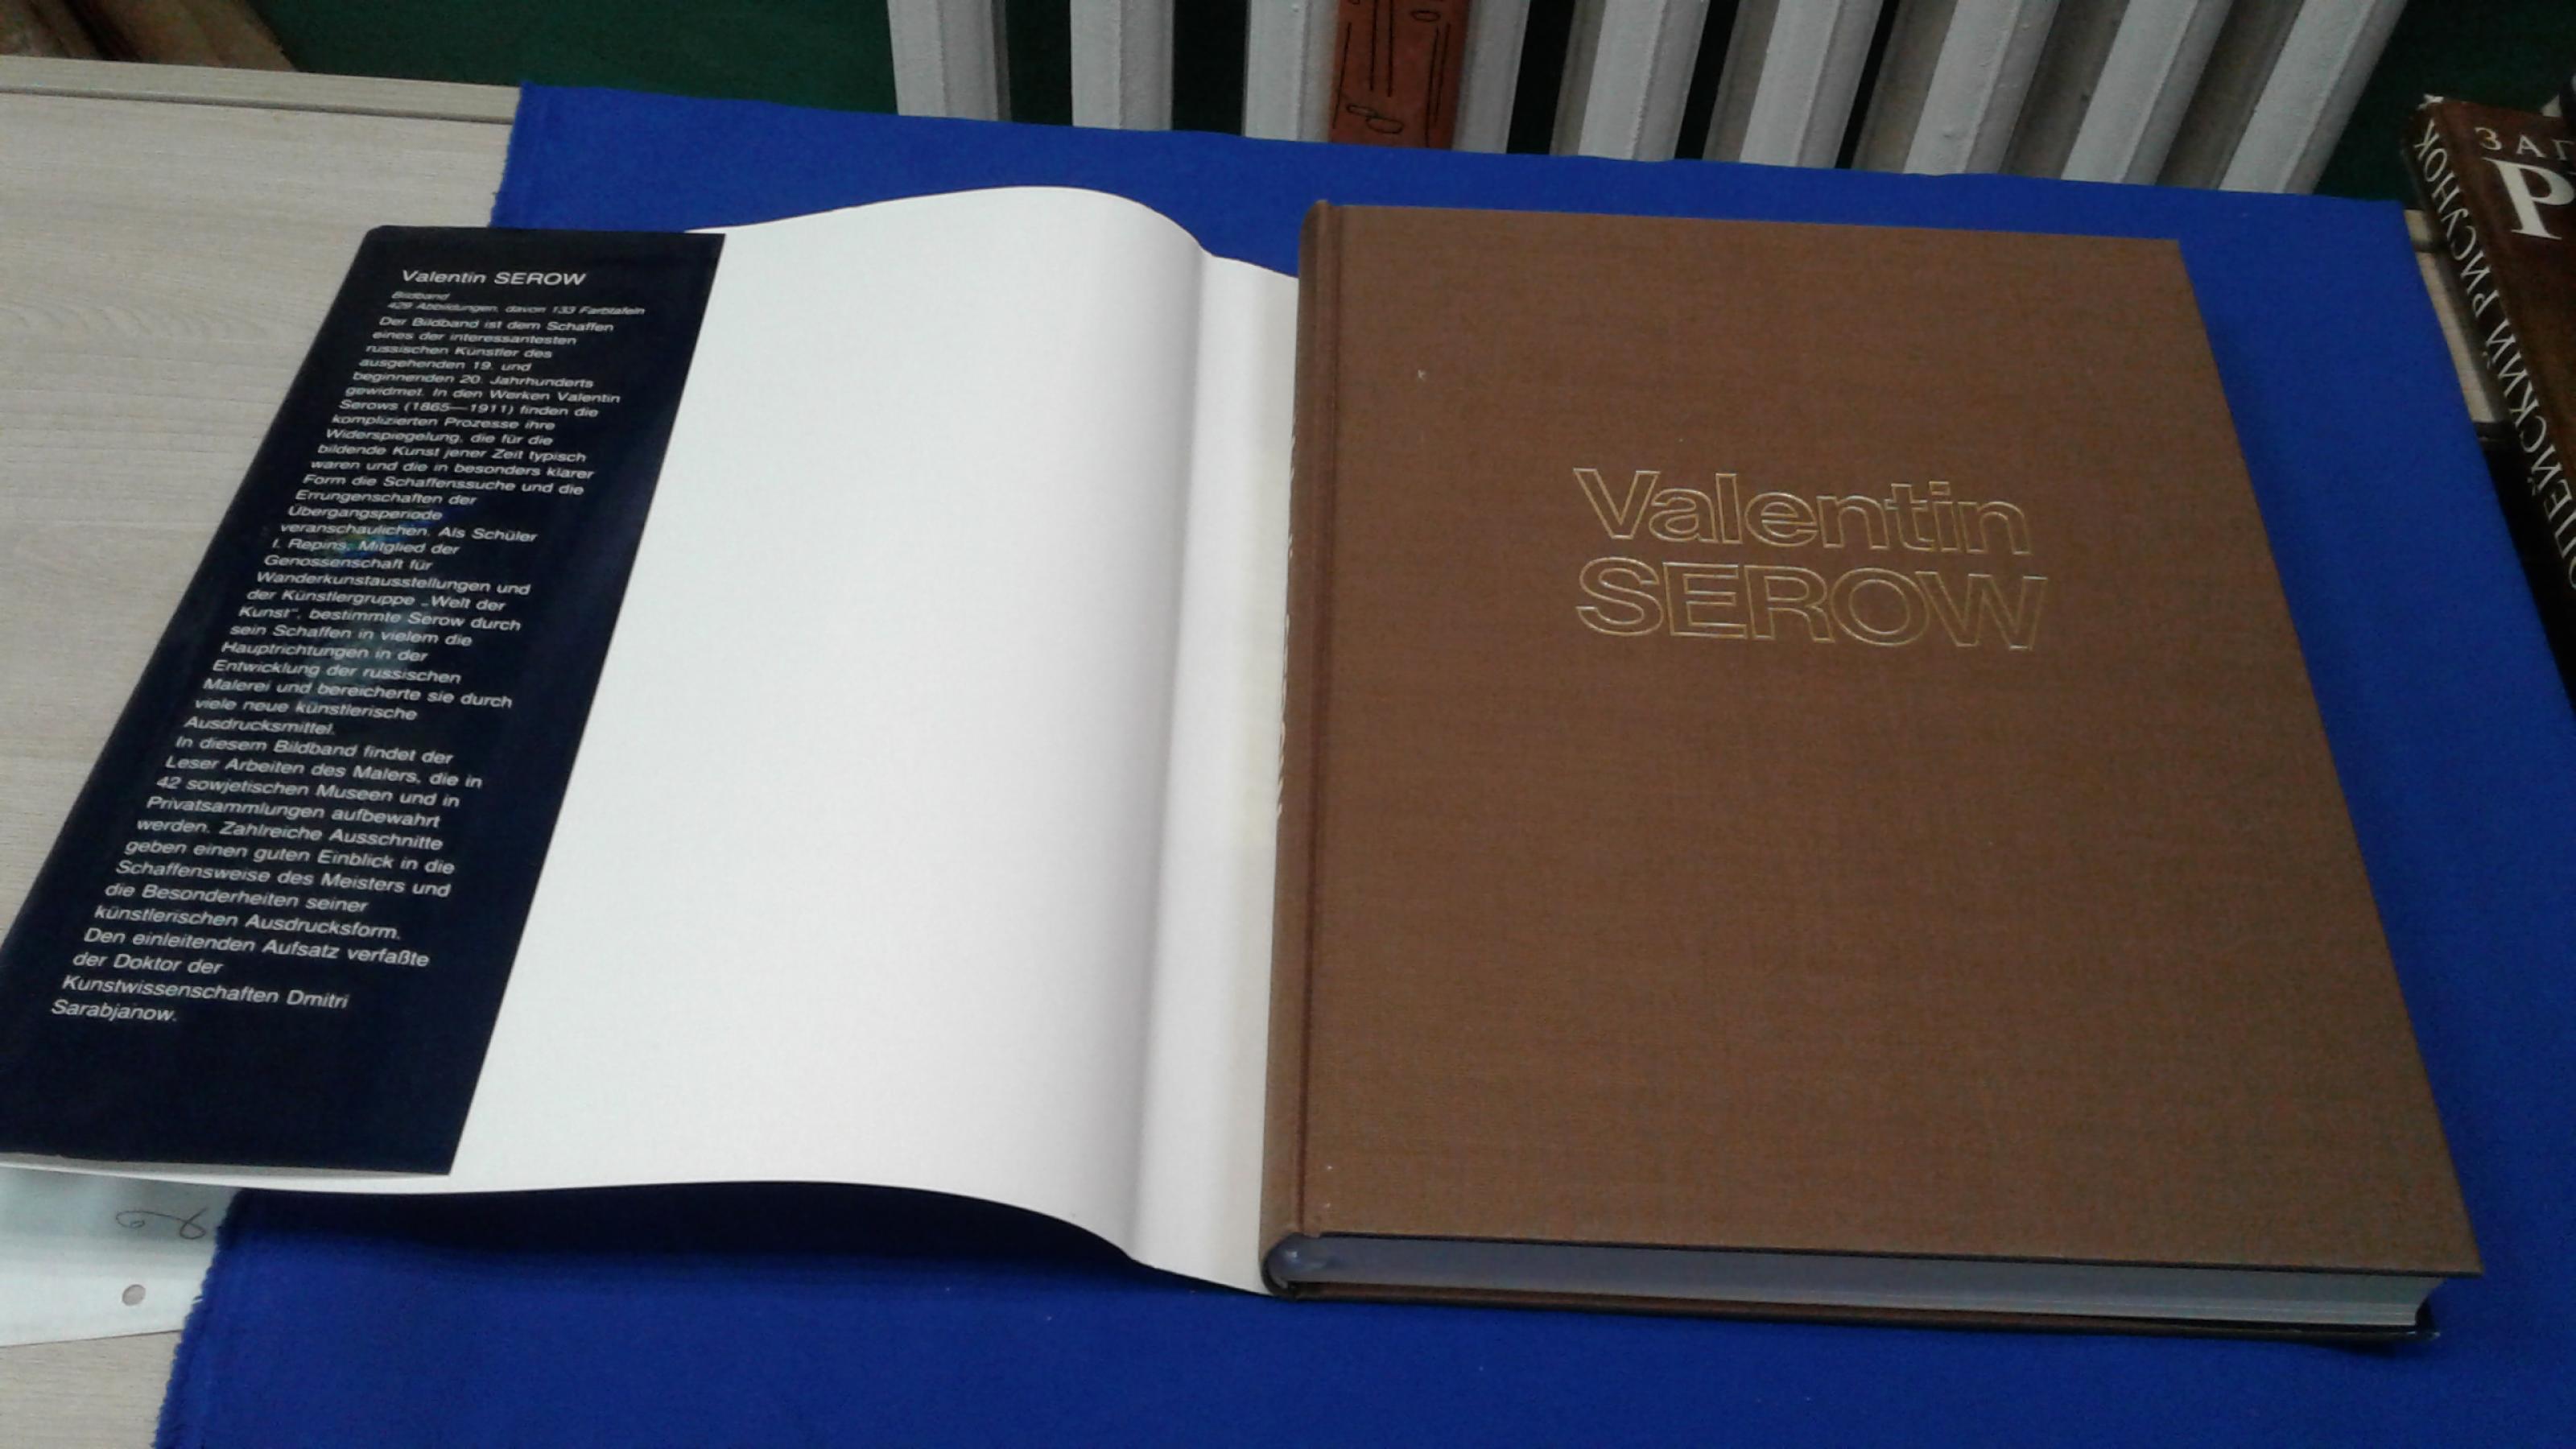 Valentin SEROW
Bildband
429 Abbildungen, davon 133 Farbtafeln
Der Bildband ist dem Schaffen
eines der interessantesten
russischen Künstler des
ausgehenden 19. und
beginnenden 20. Jahrhunderts
gewidmet. In den Werken Valentin
Serows (1865—1911) finden die
komplizierten Prozesse ihre
Widerspiegelung, die für die
bildende Kunst jener Zeit typisch
waren und die in besonders klarer
Form die Schaffenssuche und die
Errungenschaften der
Übergangsperiode
veranschaulichen. Als Schüler
I. Repins, Mitglied der
Genossenschaft für
Wanderkunstausstellungen und
der Künstlergruppe „Welt der
Kunst“, bestimmte Serow durch
sein Schaffen in vielem die
Hauptrichtungen in der
Entwicklung der russischen
Malerei und bereicherte sie durch
viele neue künstlerische
Ausdrucksmittel.
In diesem Bildband findet der
Leser Arbeiten des Malers, die in
42 sowjetischen Museen und in
Privatsammlungen aufbewahrt
werden. Zahlreiche Ausschnitte
geben einen guten Einblick in die
Schaffensweise des Meisters und
die Besonderheiten seiner
künstlerischen Ausdrucksform.
Den einleitenden Aufsatz verfaßte
der Doktor der
Kunstwissenschaften Dmitri
Sarabjanow.
Valentin
SEROW
ЗАП
Р
ПЕЙСКИЙ РИСУНОК